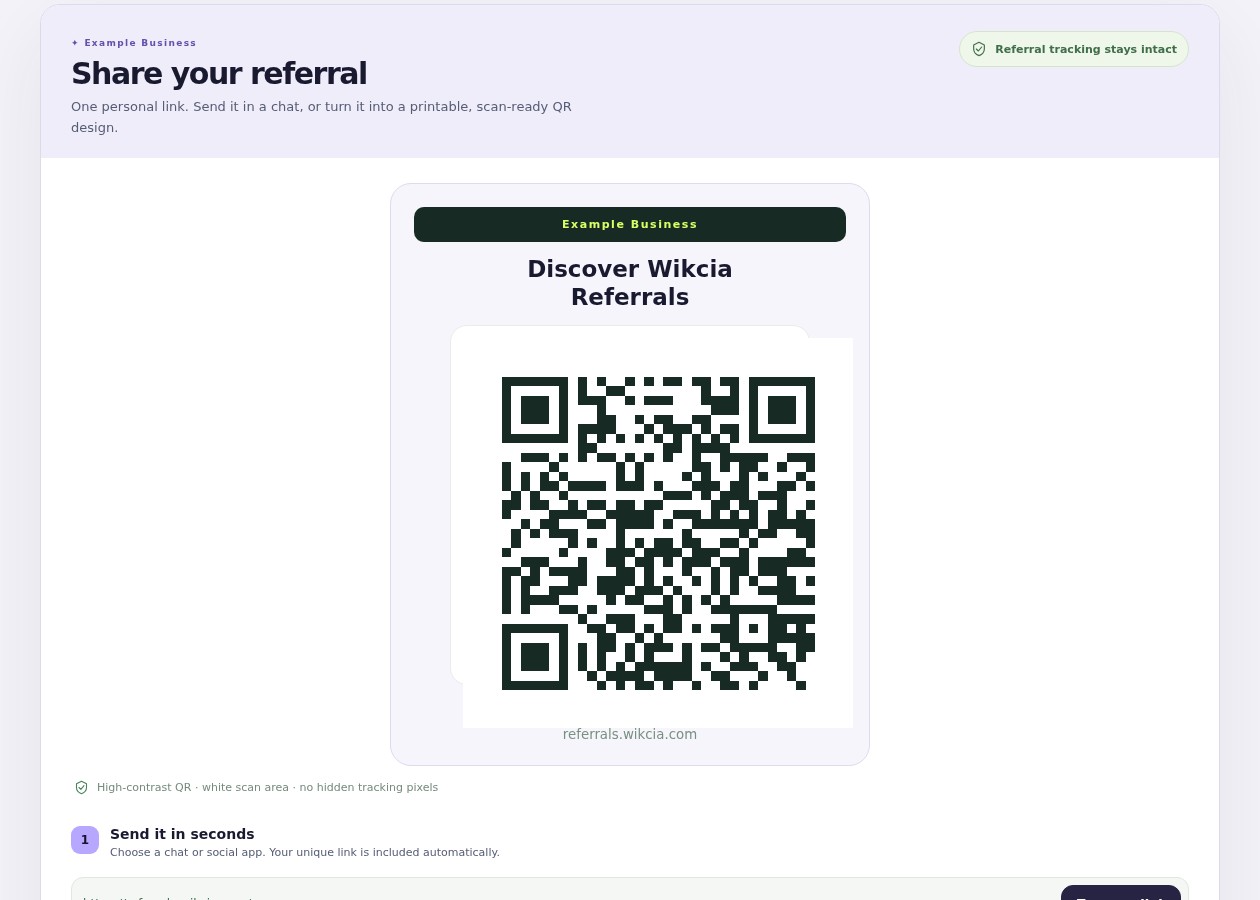 ✦ Example Business
Share your referral
Referral tracking stays intact
One personal link. Send it in a chat, or turn it into a printable, scan-ready QR
design.
Example Business
Discover Wikcia
Referrals
referrals.wikcia.com
High-contrast QR · white scan area · no hidden tracking pixels
1
Send it in seconds
Choose a chat or social app. Your unique link is included automatically.